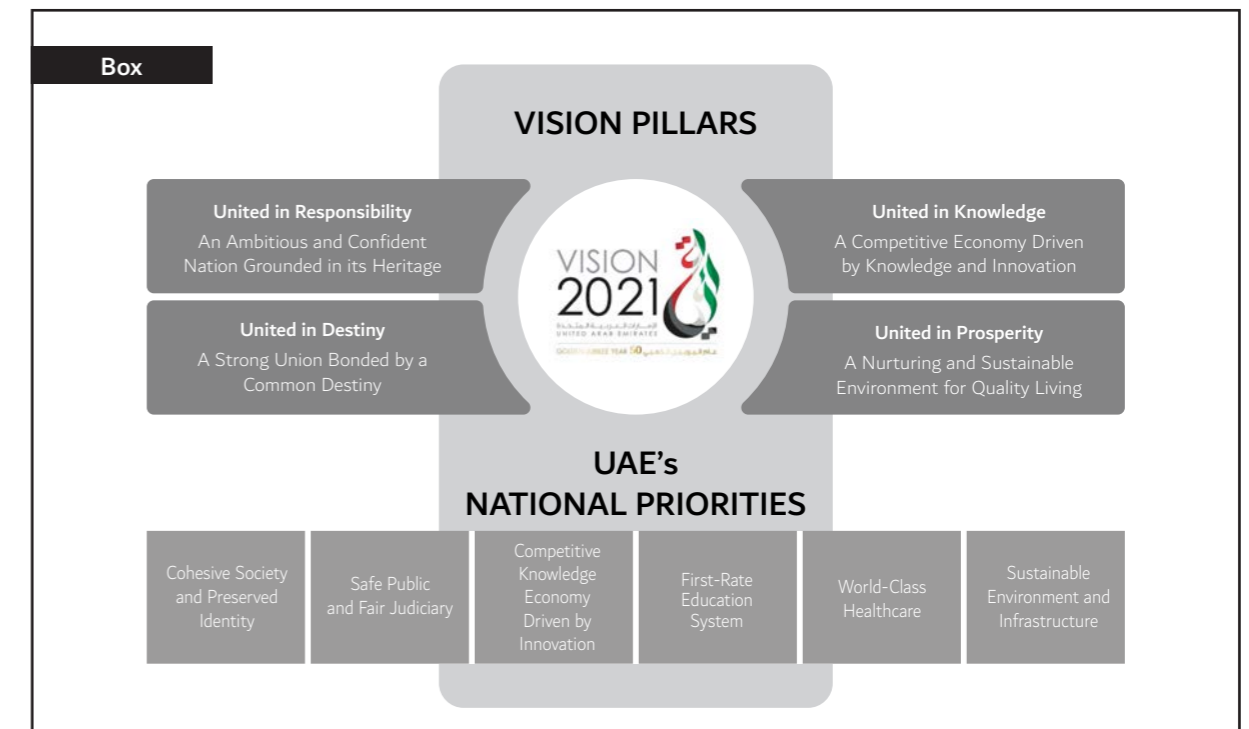 Box
VISION PILLARS
United in Responsibility
An Ambitious and Confident
Nation Grounded in its Heritage
United in Knowledge
A Competitive Economy Driven
by Knowledge and Innovation
VISION
2021
UNITED ARAB EMIRATES
GOLDEN JUBILEE YEAR 50
United in Destiny
A Strong Union Bonded by a
Common Destiny
United in Prosperity
A Nurturing and Sustainable
Environment for Quality Living
UAE’s
NATIONAL PRIORITIES
Cohesive Society
and Preserved
Identity
Safe Public
and Fair Judiciary
Competitive
Knowledge
Economy
Driven by
Innovation
First-Rate
Education
System
World-Class
Healthcare
Sustainable
Environment and
Infrastructure